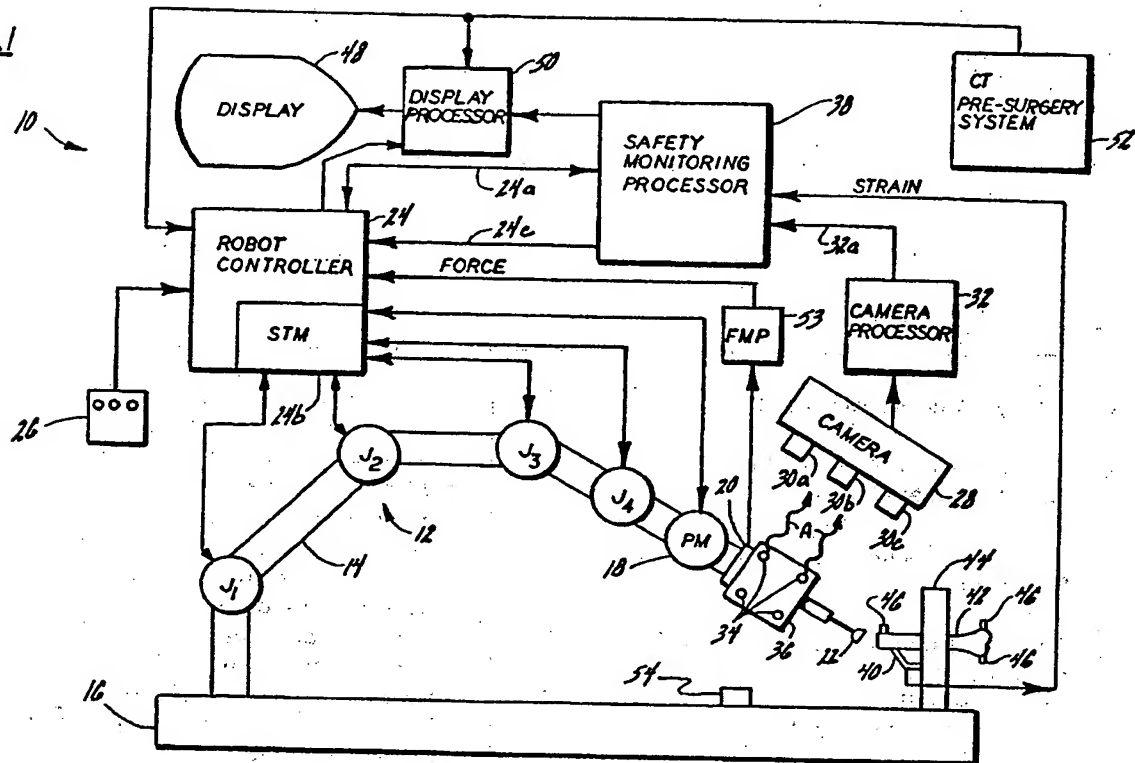 .1
10
48
DISPLAY
50
DISPLAY
PROCESSOR
38
SAFETY
MONITORING
PROCESSOR
CT
PRE-SURGERY
SYSTEM
52
24a
24
24c
STRAIN
32a
ROBOT
CONTROLLER
FORCE
STM
24b
26
53
FMP
32
CAMERA
PROCESSOR
CAMERA
30a
30b
30c
28
J1
J2
J3
J4
12
14
PM
18
20
A
34
36
22
44
46
42
46
40
46
54
16